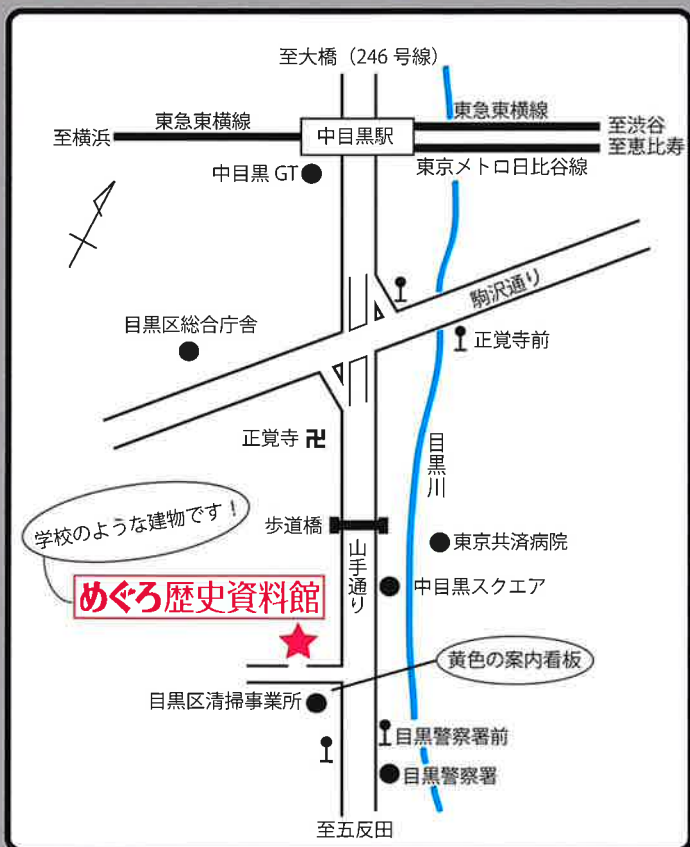 至大橋（246 号線）
東急東横線
東急東横線
至横浜
中目黒駅
至渋谷
至恵比寿
中目黒 GT
東京メトロ日比谷線
駒沢通り
目黒区総合庁舎
正覚寺前
正覚寺 卍
目黒川
学校のような建物です！
歩道橋
山手通り
東京共済病院
中目黒スクエア
めぐろ歴史資料館
黄色の案内看板
目黒区清掃事業所
目黒警察署前
目黒警察署
至五反田